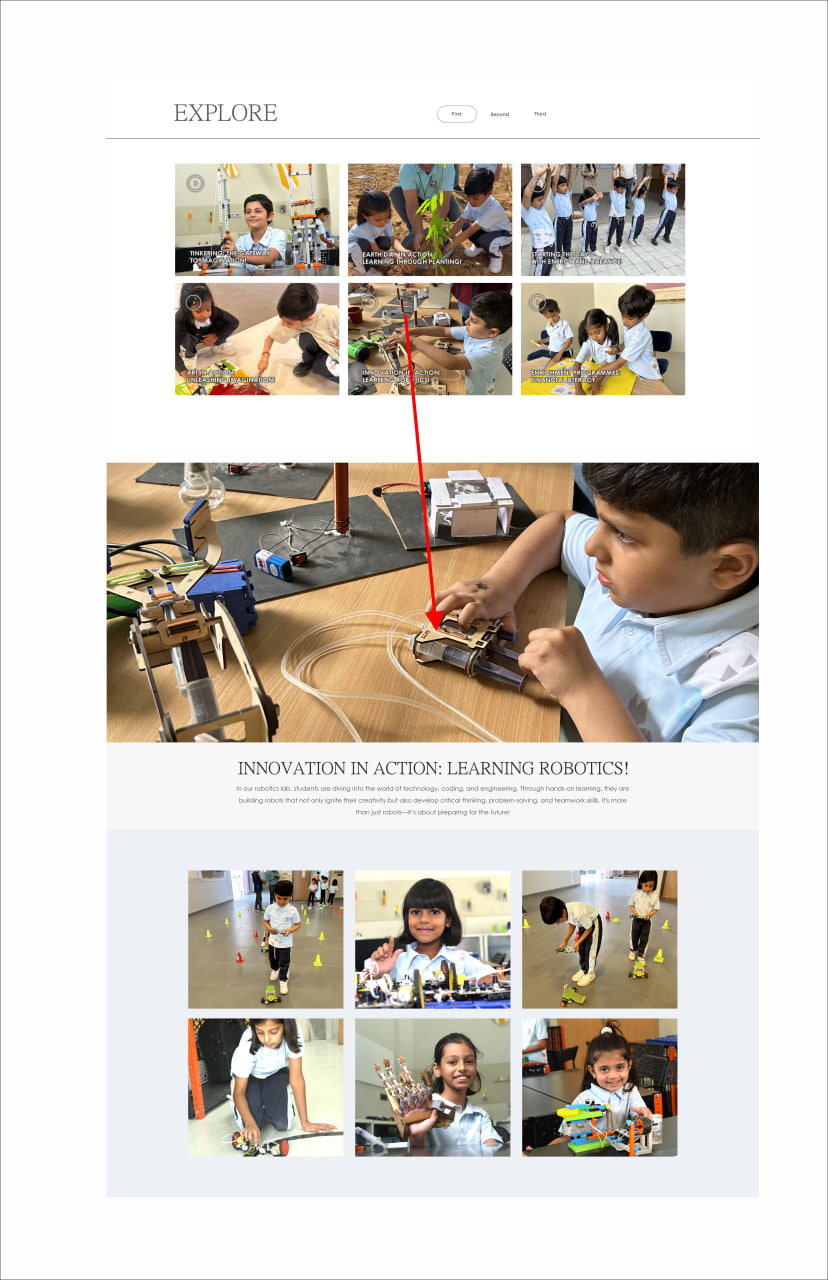 EXPLORE
First
Second
Third
TINKERING: THE GATEWAY
TO IMAGINATION!
EARTH DAY IN ACTION:
LEARNING THROUGH PLANTING!
STARTING THE DAY
WITH ENERGY AND BALANCE!
ART IN ACTION:
UNLEASHING IMAGINATION!
INNOVATION IN ACTION:
LEARNING ROBOTICS!
ENRICHMENT PROGRAMMES:
FINANCIAL LITERACY
INNOVATION IN ACTION: LEARNING ROBOTICS!
In our robotics lab, students are diving into the world of technology, coding, and engineering. Through hands-on learning, they are
building robots that not only ignite their creativity but also develop critical thinking, problem-solving, and teamwork skills. It's more
than just robots—it's about preparing for the future!